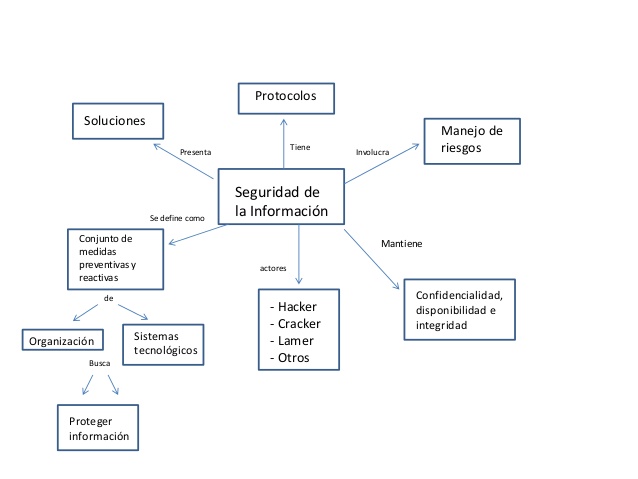 Protocolos
Soluciones
Manejo de
riesgos
Presenta
Tiene
Involucra
Seguridad de
la Información
Se define como
Conjunto de
medidas
preventivas y
reactivas
actores
Mantiene
de
- Hacker
- Cracker
- Lamer
- Otros
Confidencialidad,
disponibilidad e
integridad
Organización
Sistemas
tecnológicos
Busca
Proteger
información